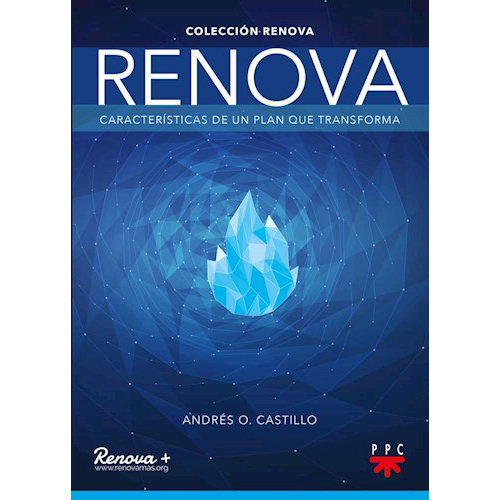 COLECCIÓN RENOVA
RENOVA
CARACTERÍSTICAS DE UN PLAN QUE TRANSFORMA
ANDRÉS O. CASTILLO
Renova +
www.renovamas.org
PPC